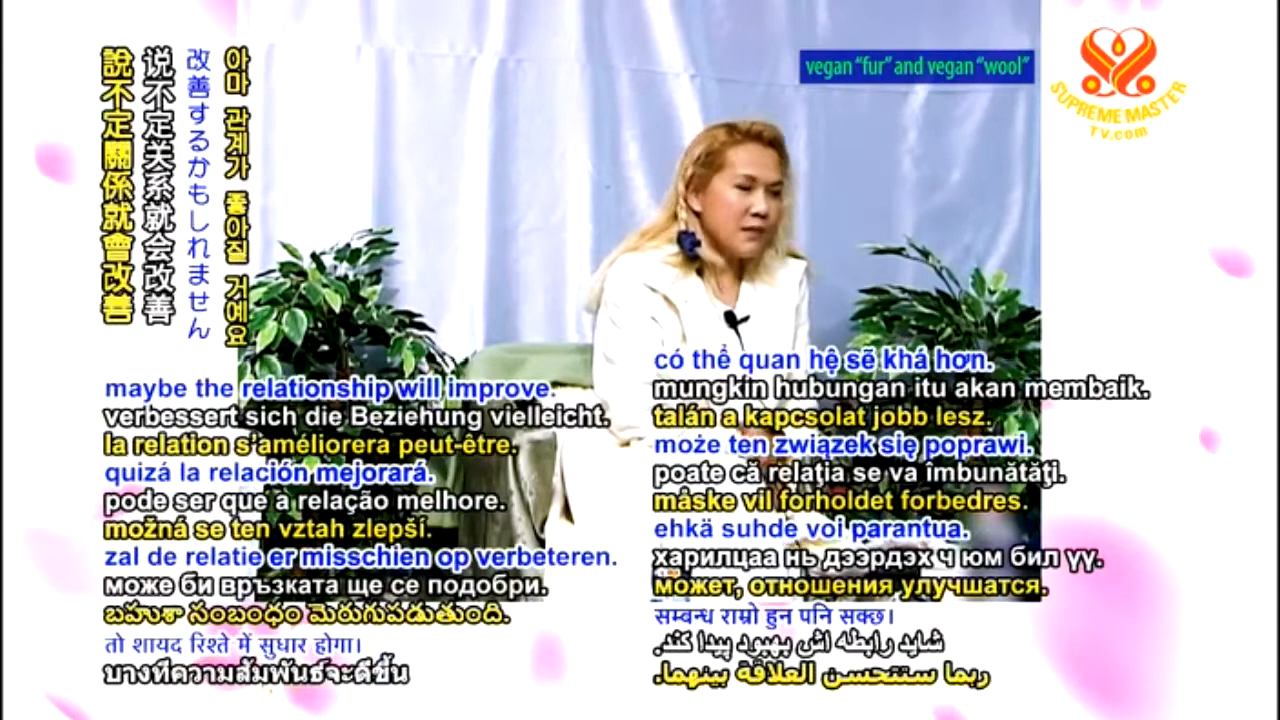 說不定關係就會改善
说不定关系就会改善
改善するかもしれません
아마 관계가 좋아질 거예요
vegan “fur” and vegan “wool”
SUPREME MASTER
TV.com
maybe the relationship will improve.
verbessert sich die Beziehung vielleicht.
la relation s'améliorera peut-être.
quizá la relación mejorará.
pode ser que a relação melhore.
možná se ten vztah zlepší.
zal de relatie er misschien op verbeteren.
може би връзката ще се подобри.
బహుశా సంబంధం మెరుగుపడుతుంది.
तो शायद रिश्ते में सुधार होगा।
บางทีความสัมพันธ์จะดีขึ้น
có thể quan hệ sẽ khá hơn.
mungkin hubungan itu akan membaik.
talán a kapcsolat jobb lesz.
może ten związek się poprawi.
poate că relaţia se va îmbunătăţi.
måske vil forholdet forbedres.
ehkä suhde voi parantua.
харилцаа нь дээрдэх ч юм бил үү.
может, отношения улучшатся.
सम्बन्ध राम्रो हुन पनि सक्छ।
شاید رابطه اش بهبود پیدا کند.
ربما ستتحسن العلاقة بينهما.